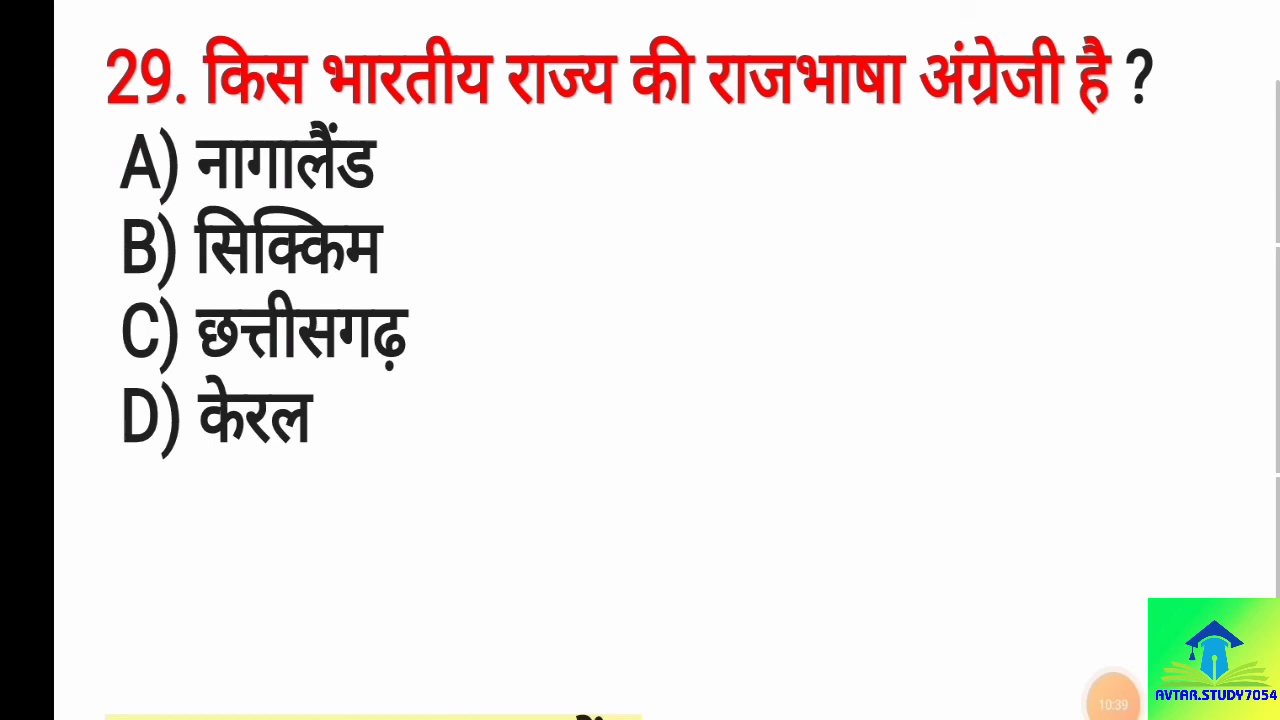 29. किस भारतीय राज्य की राजभाषा अंग्रेजी है ?
A) नागालैंड
B) सिक्किम
C) छत्तीसगढ़
D) केरल
10:39
AVTAR.STUDY7054